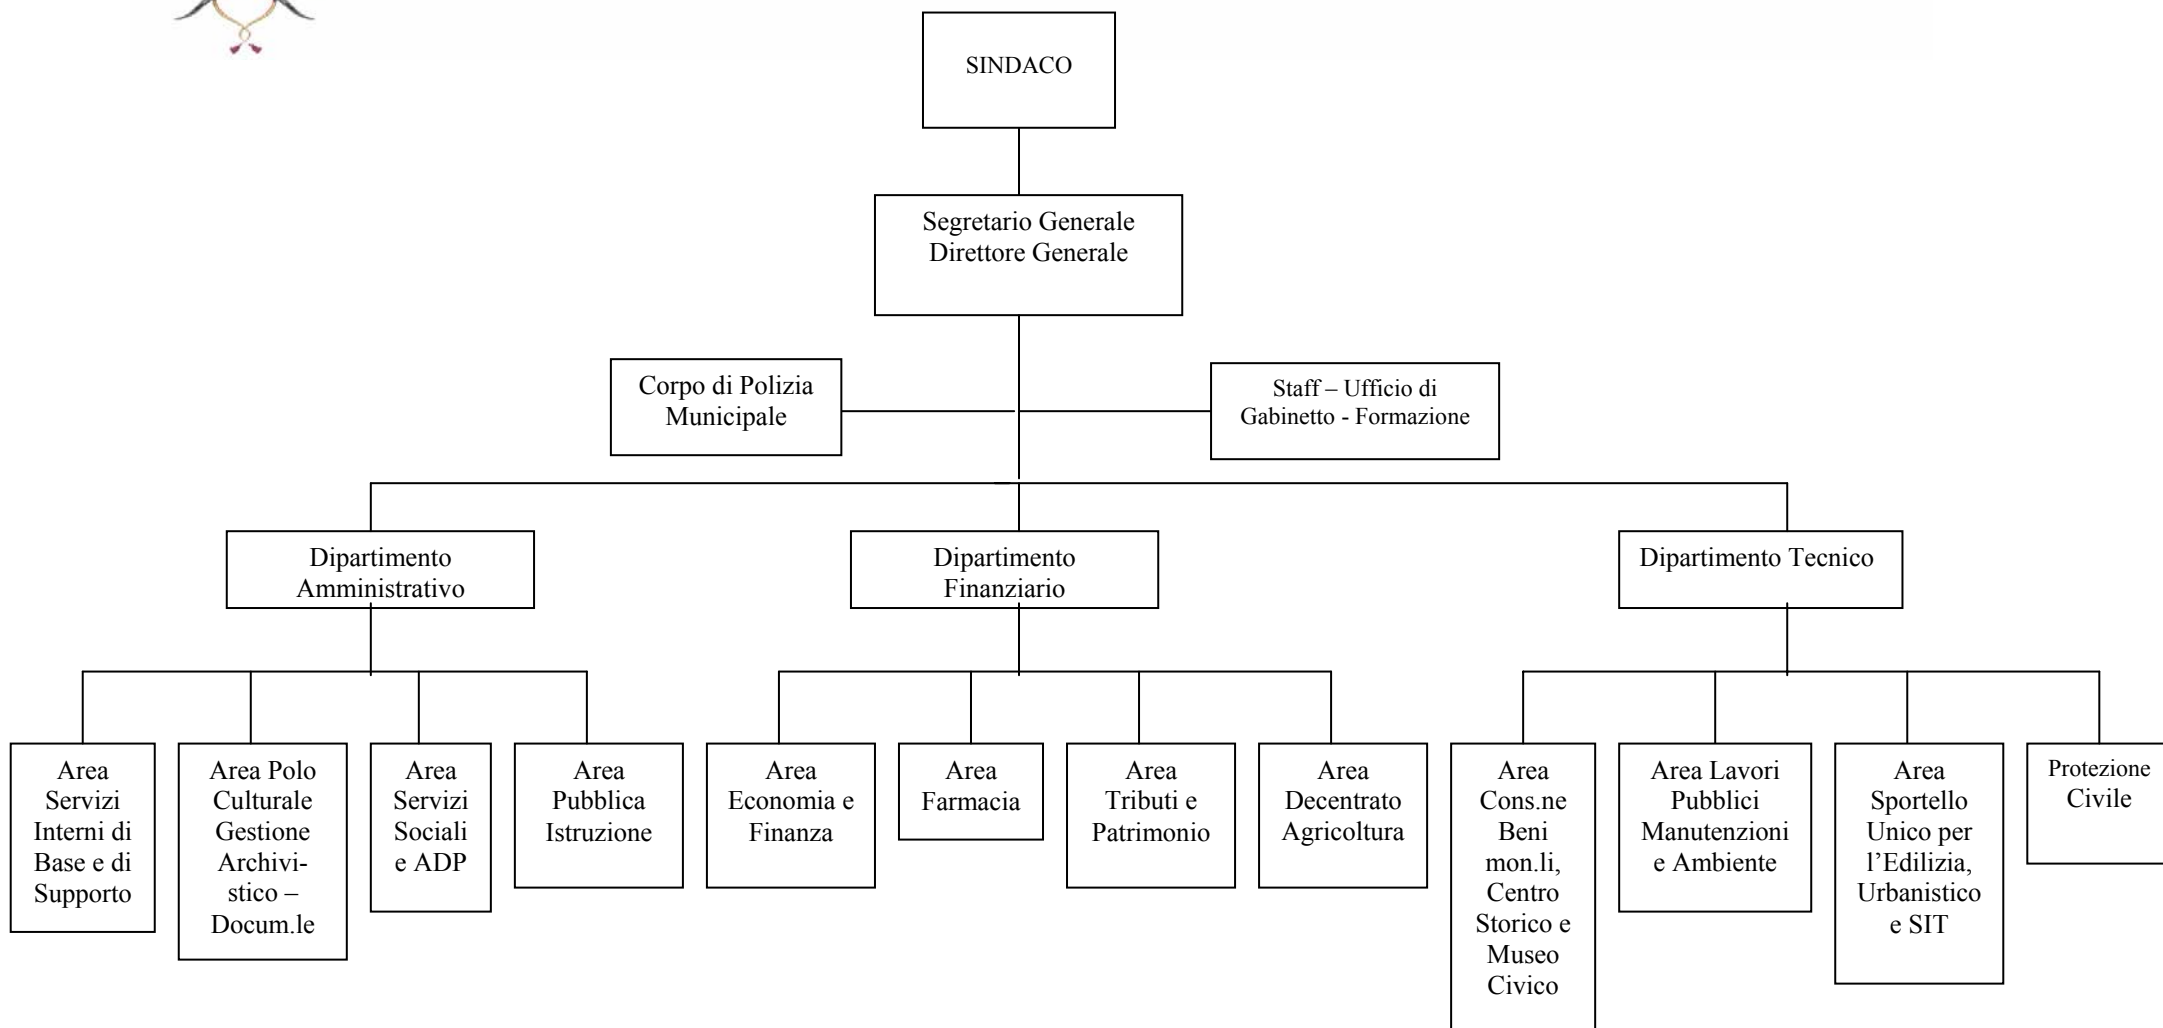 SINDACO
Segretario Generale
Direttore Generale
Corpo di Polizia
Municipale
Staff – Ufficio di
Gabinetto - Formazione
Dipartimento
Amministrativo
Dipartimento
Finanziario
Dipartimento Tecnico
Area
Servizi
Interni di
Base e di
Supporto
Area Polo
Culturale
Gestione
Archivi-
stico –
Docum.le
Area
Servizi
Sociali
e ADP
Area
Pubblica
Istruzione
Area
Economia e
Finanza
Area
Farmacia
Area
Tributi e
Patrimonio
Area
Decentrato
Agricoltura
Area
Cons.ne
Beni
mon.li,
Centro
Storico e
Museo
Civico
Area Lavori
Pubblici
Manutenzioni
e Ambiente
Area
Sportello
Unico per
l’Edilizia,
Urbanistico
e SIT
Protezione
Civile